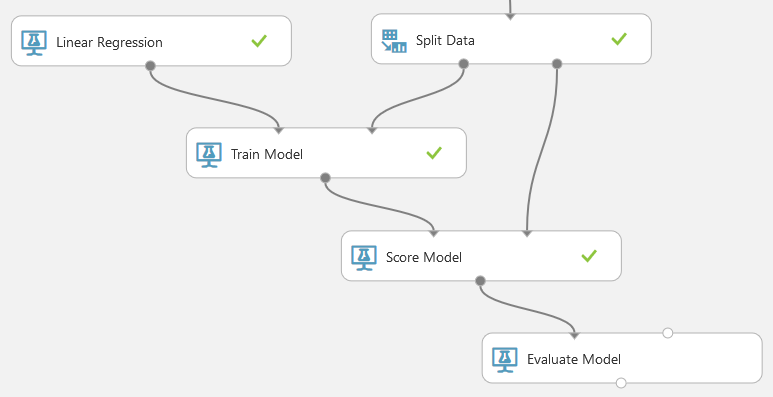 Linear Regression
Split Data
Train Model
Score Model
Evaluate Model